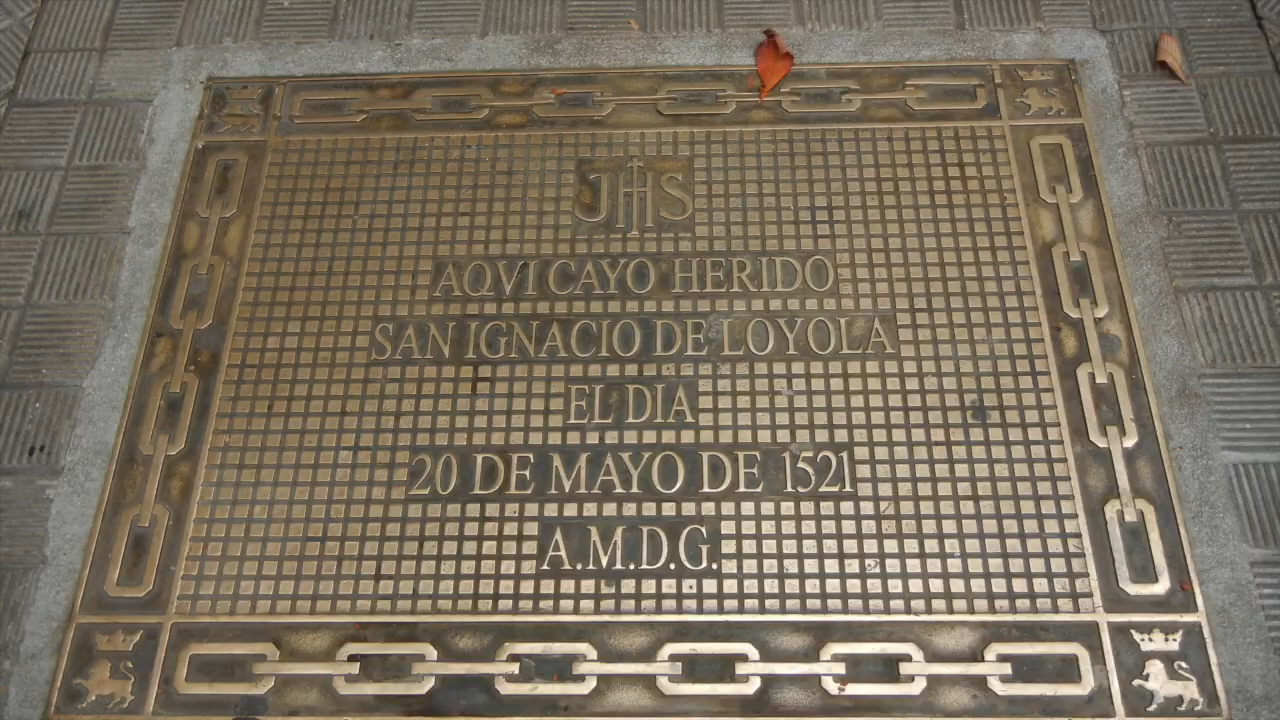 JHS
AQVI CAYO HERIDO
SAN IGNACIO DE LOYOLA
EL DIA
20 DE MAYO DE 1521
A.M.D.G.